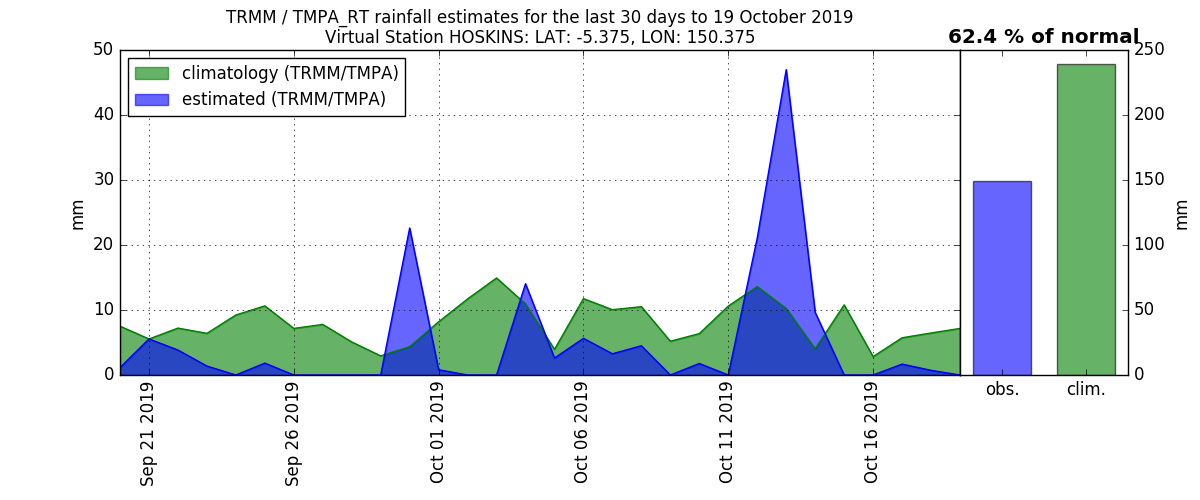 TRMM / TMPA_RT rainfall estimates for the last 30 days to 19 October 2019
Virtual Station HOSKINS: LAT: -5.375, LON: 150.375
62.4 % of normal
climatology (TRMM/TMPA)
estimated (TRMM/TMPA)
50
40
30
20
10
0
mm
Sep 21 2019
Sep 26 2019
Oct 01 2019
Oct 06 2019
Oct 11 2019
Oct 16 2019
obs.
clim.
250
200
150
100
50
0
mm